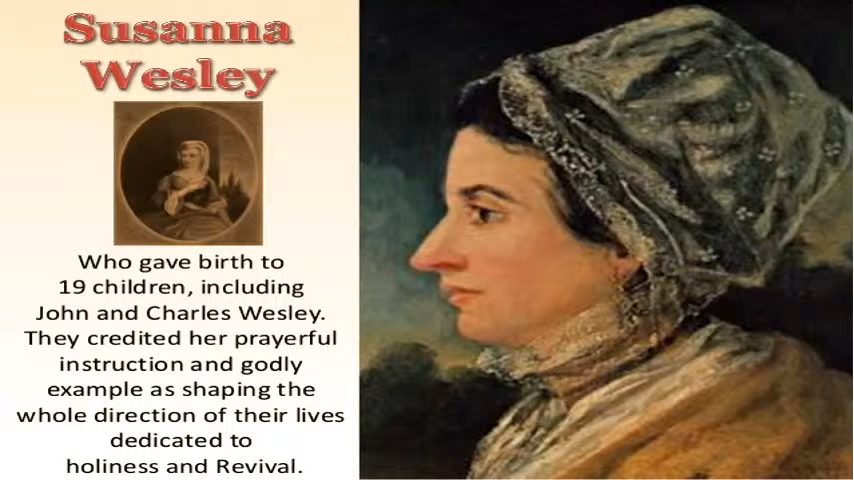 Susanna
Wesley
Who gave birth to
19 children, including
John and Charles Wesley.
They credited her prayerful
instruction and godly
example as shaping the
whole direction of their lives
dedicated to
holiness and Revival.